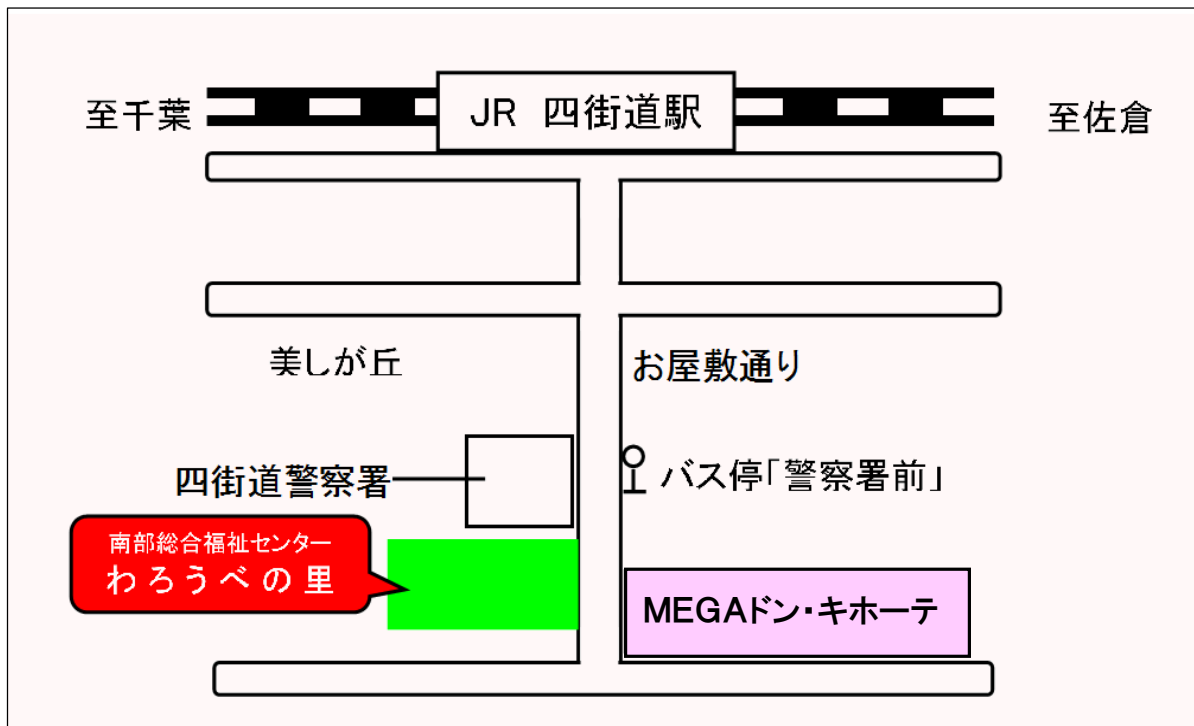 至千葉
JR 四街道駅
至佐倉
美しが丘
お屋敷通り
四街道警察署
バス停「警察署前」
南部総合福祉センター
わろうべの里
MEGAドン・キホーテ